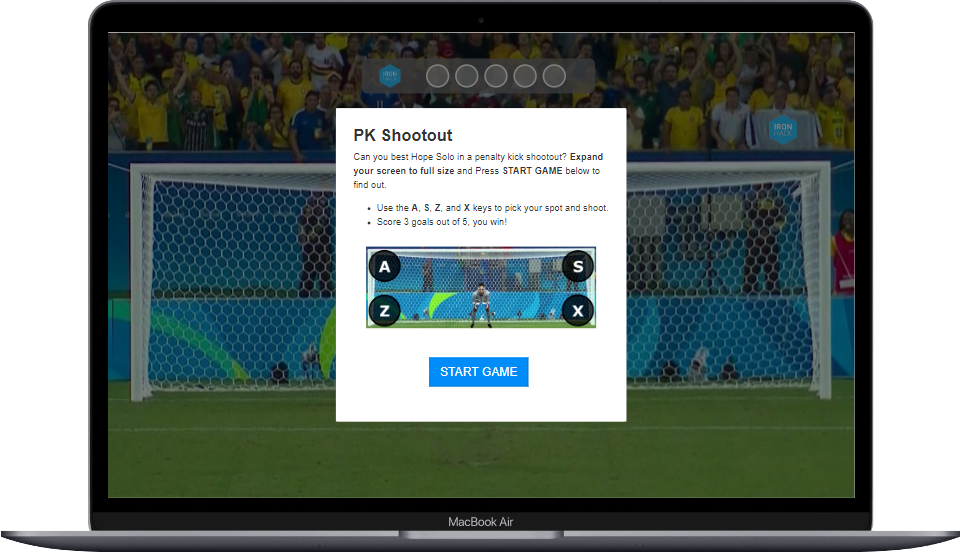 IRON
HACK
IRON
HACK
PK Shootout
Can you best Hope Solo in a penalty kick shootout? Expand
your screen to full size and Press START GAME below to
find out.
• Use the A, S, Z, and X keys to pick your spot and shoot.
• Score 3 goals out of 5, you win!
A
S
Z
X
START GAME
MacBook Air